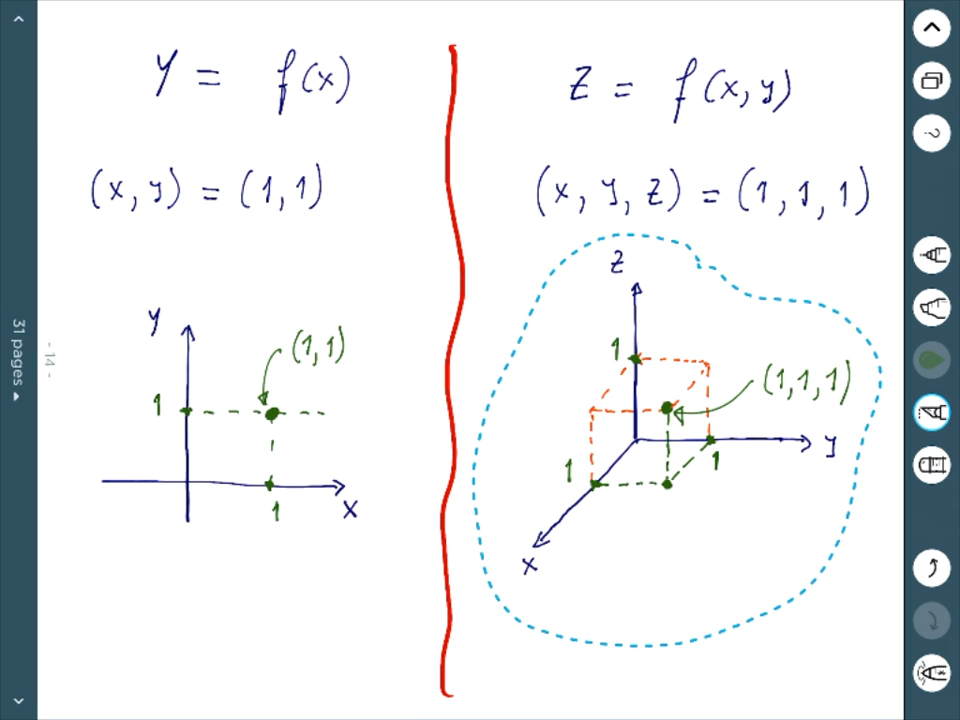 y = f(x)
(x, y) = (1, 1)
y
(1, 1)
1
1
x
z = f(x, y)
(x, y, z) = (1, 1, 1)
z
1
(1, 1, 1)
y
1
1
x
31 pages
- 14 -
?